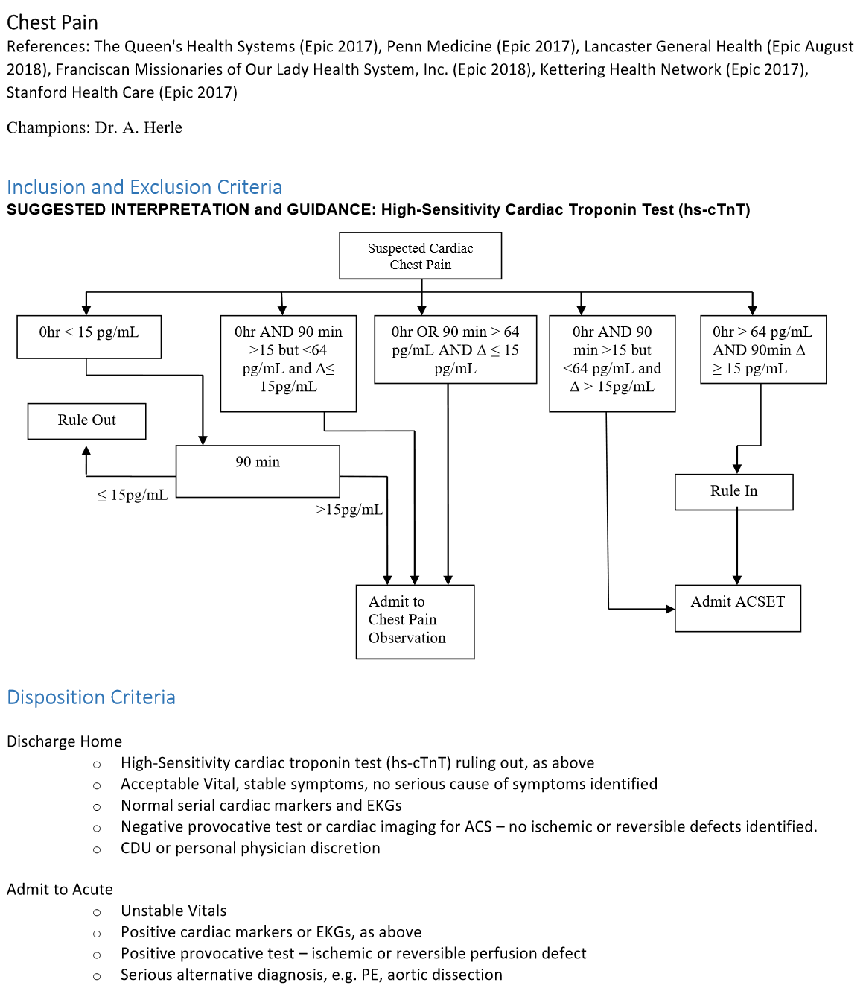 Chest Pain
References: The Queen's Health Systems (Epic 2017), Penn Medicine (Epic 2017), Lancaster General Health (Epic August
2018), Franciscan Missionaries of Our Lady Health System, Inc. (Epic 2018), Kettering Health Network (Epic 2017),
Stanford Health Care (Epic 2017)
Champions: Dr. A. Herle
Inclusion and Exclusion Criteria
SUGGESTED INTERPRETATION and GUIDANCE: High-Sensitivity Cardiac Troponin Test (hs-cTnT)
Suspected Cardiac
Chest Pain
0hr < 15 pg/mL
0hr AND 90 min
>15 but <64
pg/mL and Δ≤
15pg/mL
0hr OR 90 min ≥ 64
pg/mL AND Δ ≤ 15
pg/mL
0hr AND 90
min >15 but
<64 pg/mL and
Δ > 15pg/mL
0hr ≥ 64 pg/mL
AND 90min Δ
≥ 15 pg/mL
Rule Out
90 min
≤ 15pg/mL
>15pg/mL
Rule In
Admit to
Chest Pain
Observation
Admit ACSET
Disposition Criteria
Discharge Home
o High-Sensitivity cardiac troponin test (hs-cTnT) ruling out, as above
o Acceptable Vital, stable symptoms, no serious cause of symptoms identified
o Normal serial cardiac markers and EKGs
o Negative provocative test or cardiac imaging for ACS – no ischemic or reversible defects identified.
o CDU or personal physician discretion
Admit to Acute
o Unstable Vitals
o Positive cardiac markers or EKGs, as above
o Positive provocative test – ischemic or reversible perfusion defect
o Serious alternative diagnosis, e.g. PE, aortic dissection